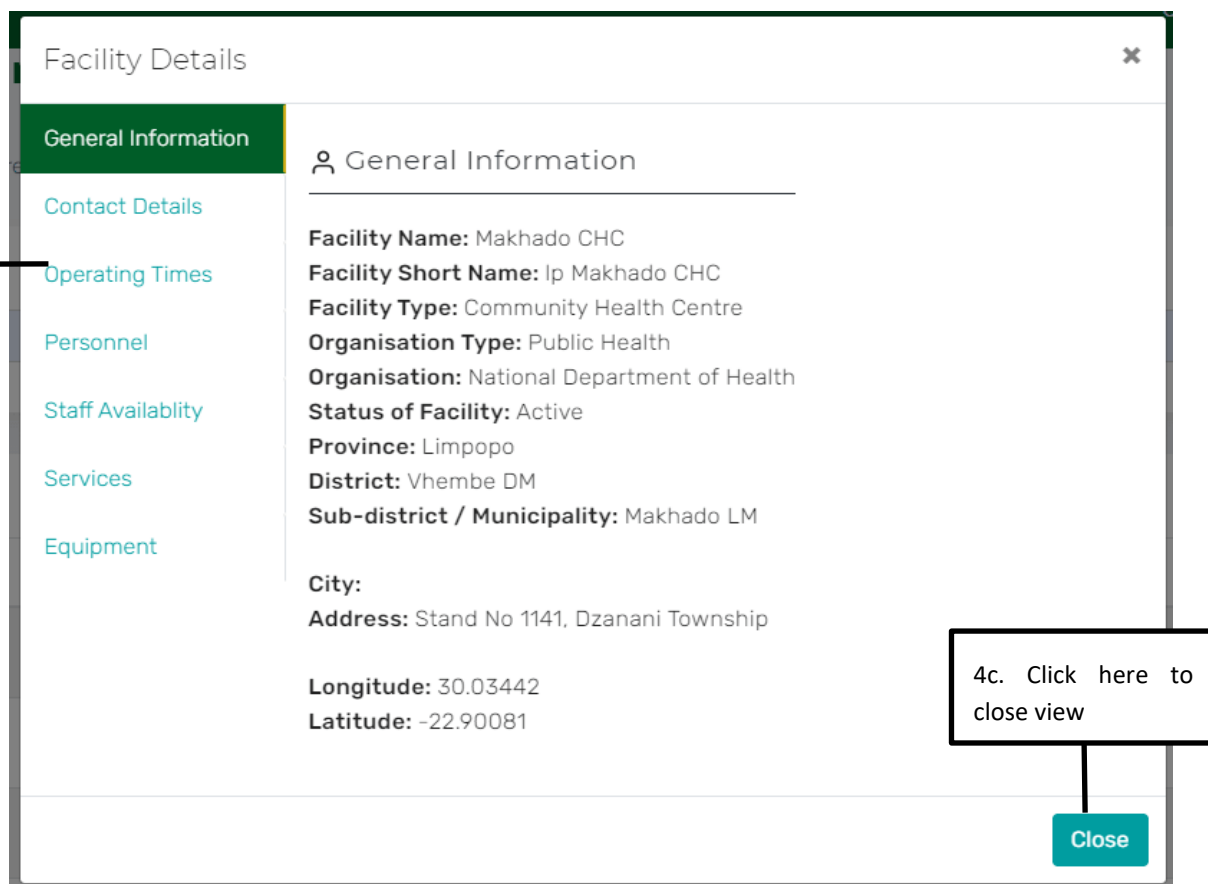 Facility Details
General Information
Contact Details
Operating Times
Personnel
Staff Availablity
Services
Equipment
General Information
Facility Name: Makhado CHC
Facility Short Name: lp Makhado CHC
Facility Type: Community Health Centre
Organisation Type: Public Health
Organisation: National Department of Health
Status of Facility: Active
Province: Limpopo
District: Vhembe DM
Sub-district / Municipality: Makhado LM
City:
Address: Stand No 1141, Dzanani Township
Longitude: 30.03442
Latitude: -22.90081
4c. Click here to
close view
Close